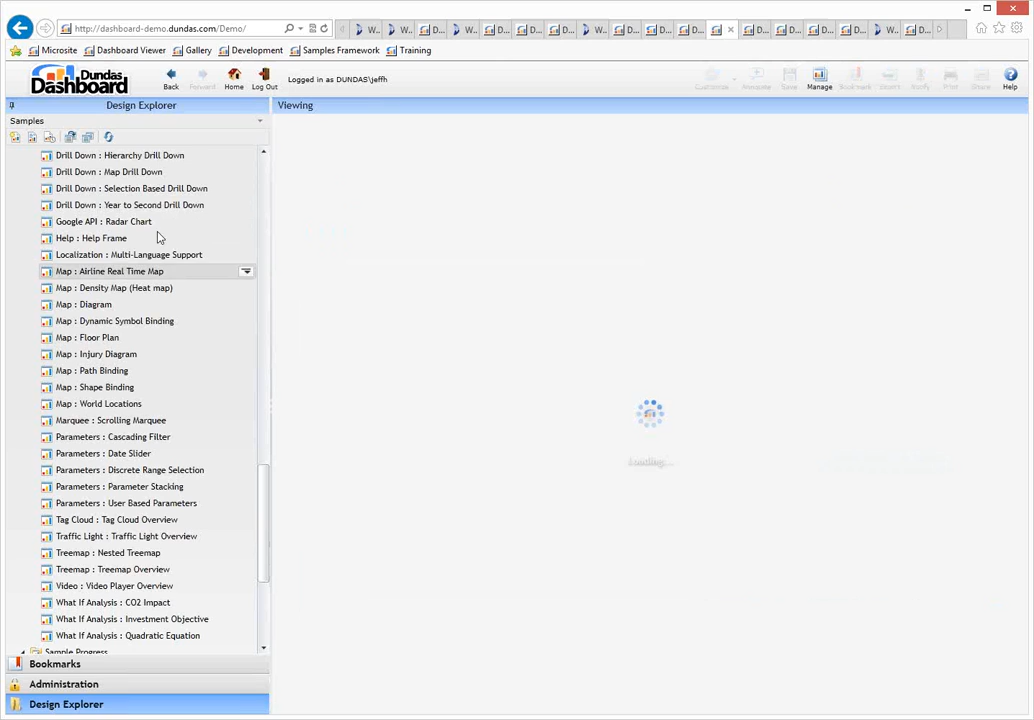 http://dashboard-demo.dundas.com/Demo/
W...
W...
D...
W...
D...
D...
D...
W...
D...
D...
D...
D...
D...
D...
D...
W...
D...
Microsite
Dashboard Viewer
Gallery
Development
Samples Framework
Training
Dundas
Dashboard
Back
Forward
Home
Log Out
Logged in as DUNDAS\jeffh
Customize
Save
Manage
Bookmark
Notify
Print
Share
Help
Design Explorer
Viewing
Samples
Drill Down : Hierarchy Drill Down
Drill Down : Map Drill Down
Drill Down : Selection Based Drill Down
Drill Down : Year to Second Drill Down
Google API : Radar Chart
Help : Help Frame
Localization : Multi-Language Support
Map : Airline Real Time Map
Map : Density Map (Heat map)
Map : Diagram
Map : Dynamic Symbol Binding
Map : Floor Plan
Map : Injury Diagram
Map : Path Binding
Map : Shape Binding
Map : World Locations
Marquee : Scrolling Marquee
Parameters : Cascading Filter
Parameters : Date Slider
Parameters : Discrete Range Selection
Parameters : Parameter Stacking
Parameters : User Based Parameters
Tag Cloud : Tag Cloud Overview
Traffic Light : Traffic Light Overview
Treemap : Nested Treemap
Treemap : Treemap Overview
Video : Video Player Overview
What If Analysis : CO2 Impact
What If Analysis : Investment Objective
What If Analysis : Quadratic Equation
Sample Progress
Loading...
Bookmarks
Administration
Design Explorer